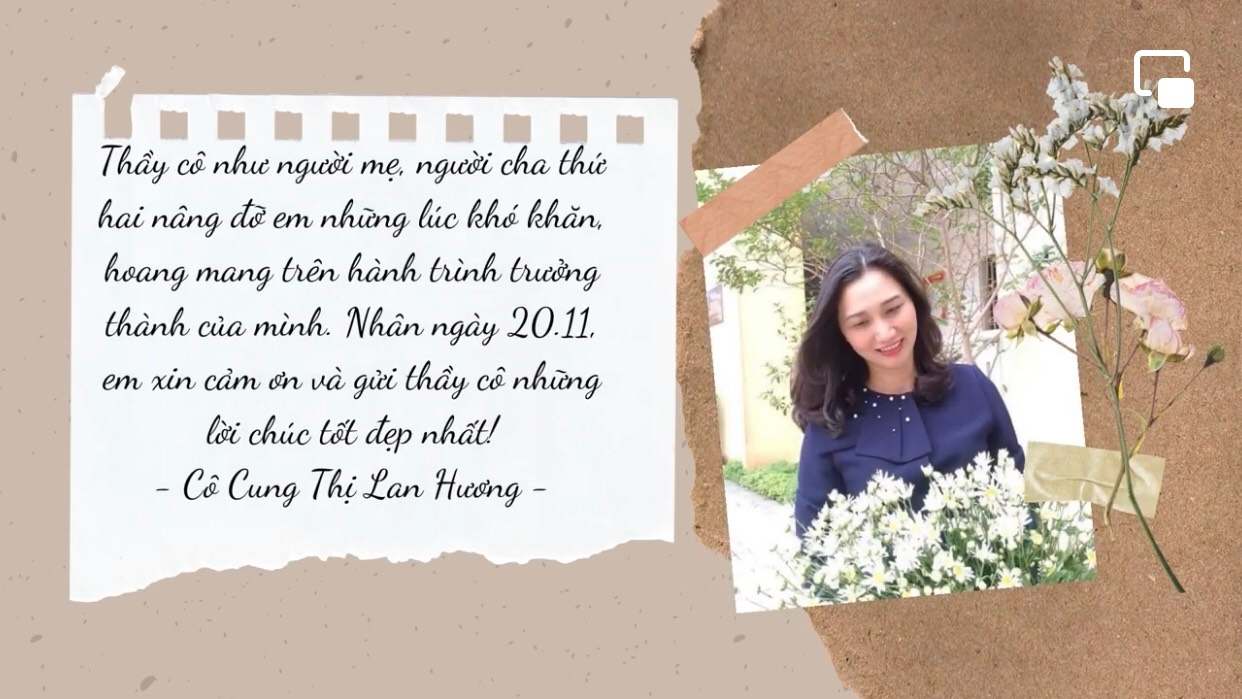 Thầy cô như người mẹ, người cha thứ
hai nâng đỡ em những lúc khó khăn,
hoang mang trên hành trình trưởng
thành của mình. Nhân ngày 20.11,
em xin cảm ơn và gửi thầy cô những
lời chúc tốt đẹp nhất!
- Cô Cung Thị Lan Hương -